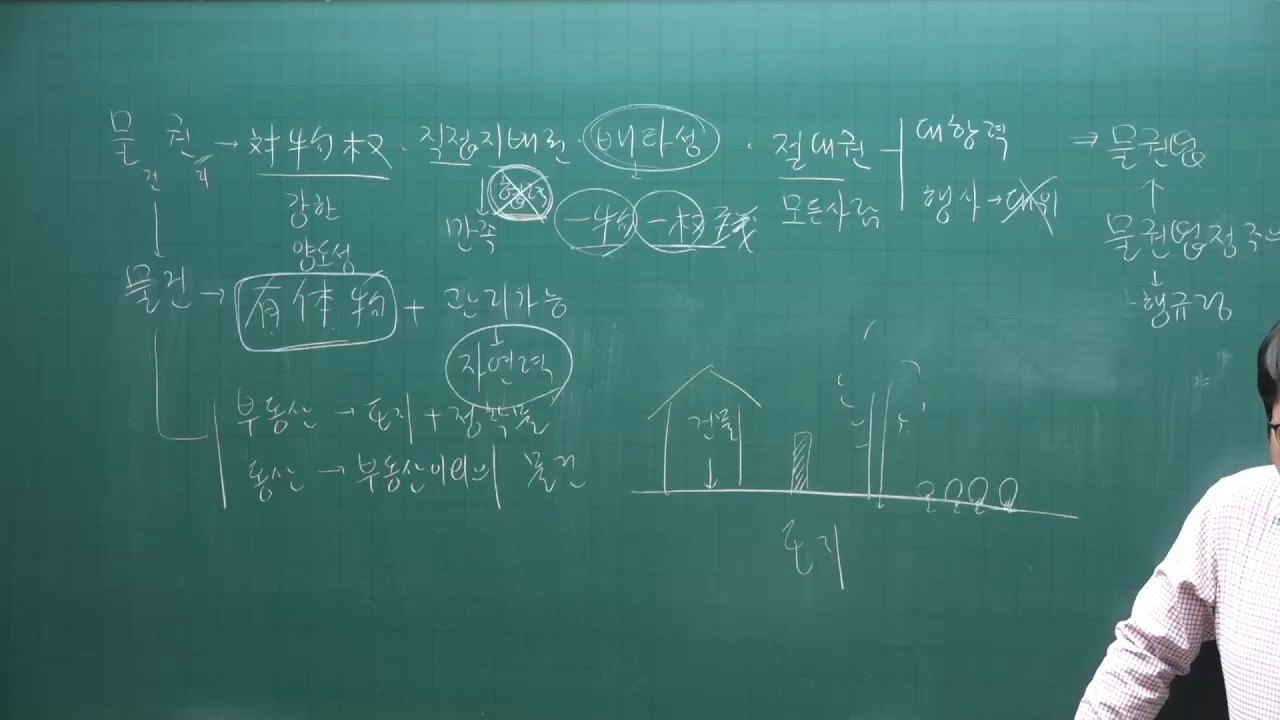 물권 → 対物权 · 직접지배권 · 배타성 · 절대권 대항력 ⇒ 물권법
건 리
강한 만족 一物一权 모든사람 행사 →
양도성 ↑
물권법정주의
↓
강행규정
물건 → 有体物 + 관리가능
자연력
부동산 → 토지 + 정착물
동산 → 부동산이외의 물건
건물
토지